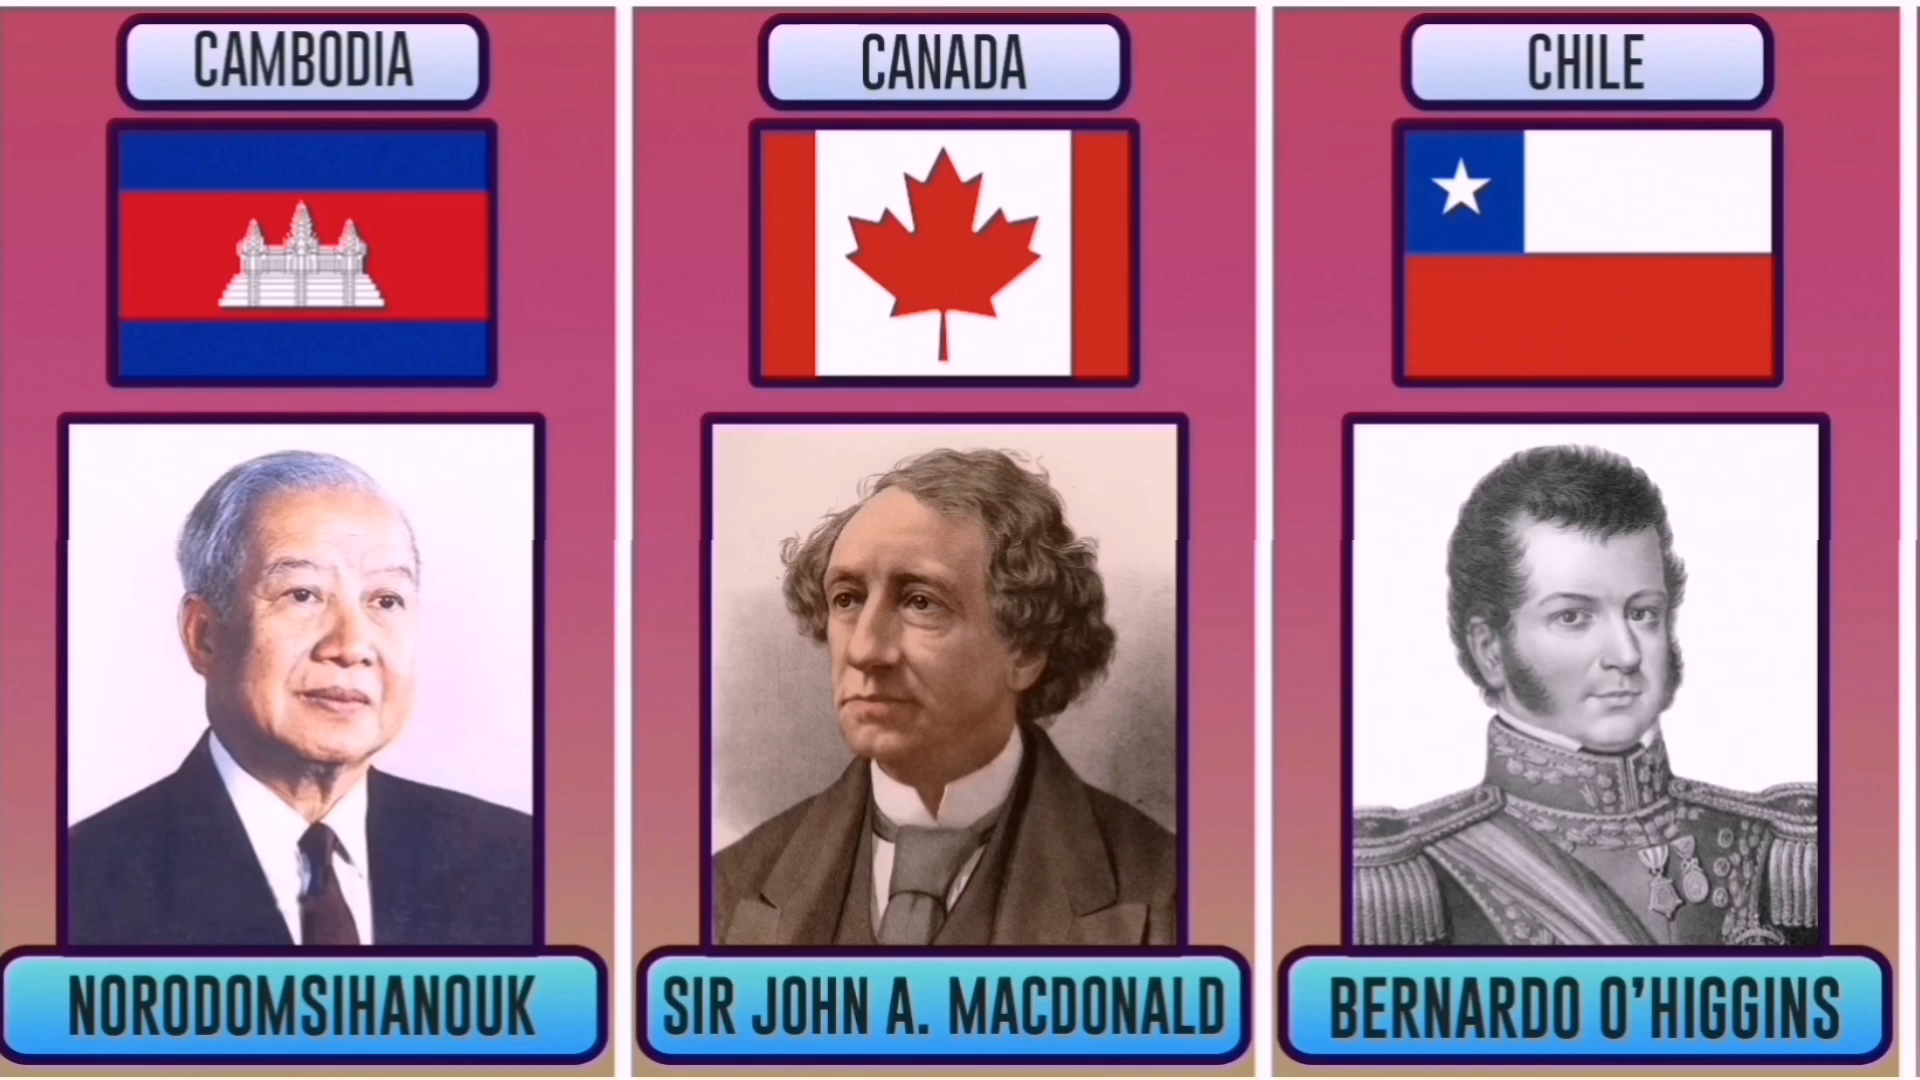 CAMBODIA
CANADA
CHILE
NORODOMSIHANOUK
SIR JOHN A. MACDONALD
BERNARDO O'HIGGINS